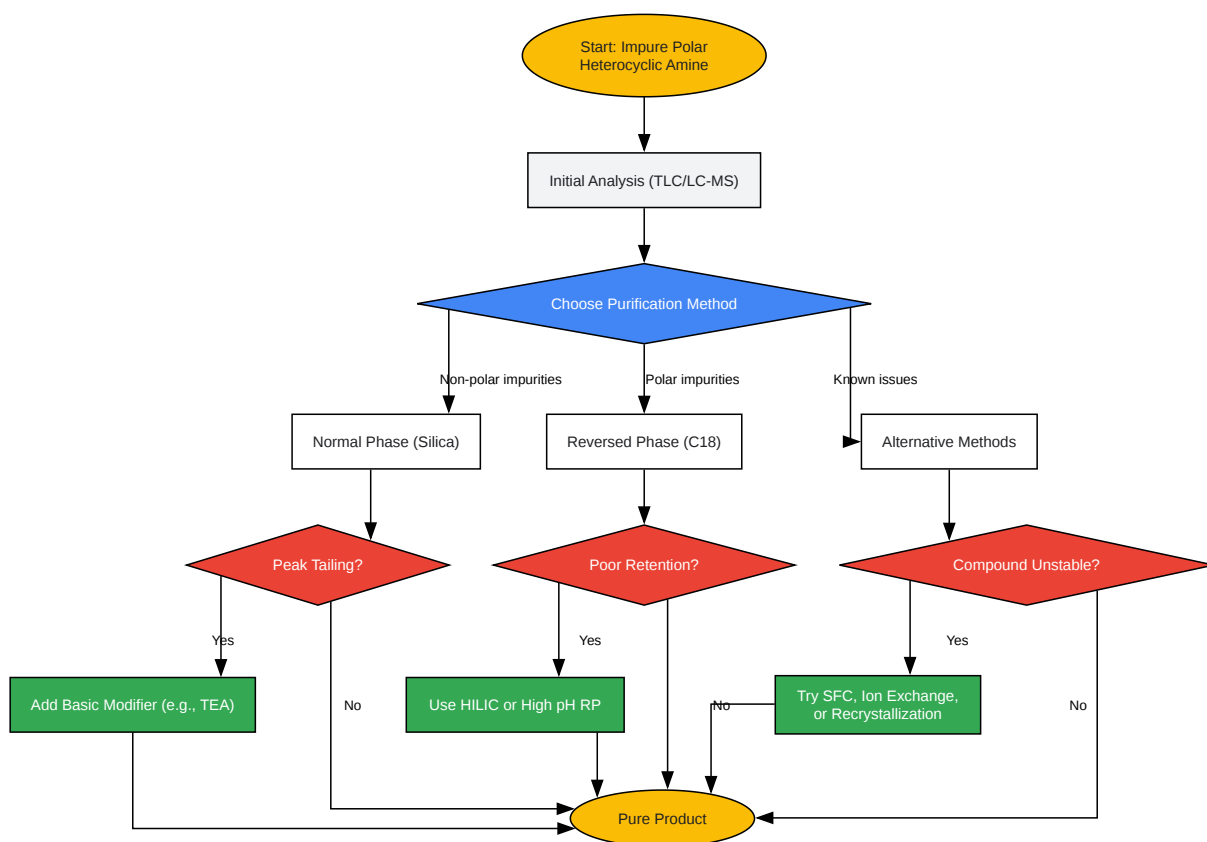 Start: Impure Polar
Heterocyclic Amine
Initial Analysis (TLC/LC-MS)
Choose Purification Method
Non-polar impurities
Polar impurities
Known issues
Normal Phase (Silica)
Reversed Phase (C18)
Alternative Methods
Peak Tailing?
Poor Retention?
Compound Unstable?
Yes
Yes
Yes
Add Basic Modifier (e.g., TEA)
No
Use HILIC or High pH RP
No
Try SFC, Ion Exchange,
or Recrystallization
No
Pure Product